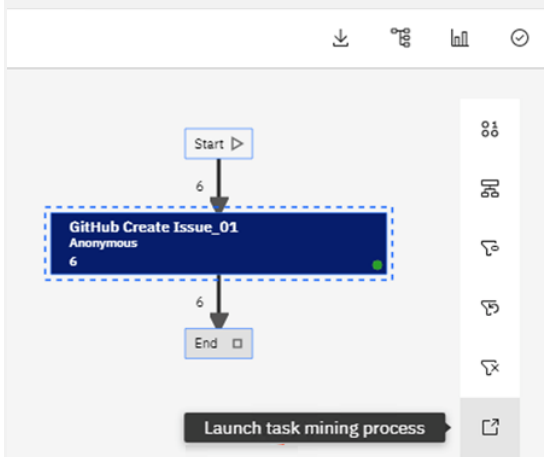 Start
6
GitHub Create Issue_01
Anonymous
6
6
End
Launch task mining process